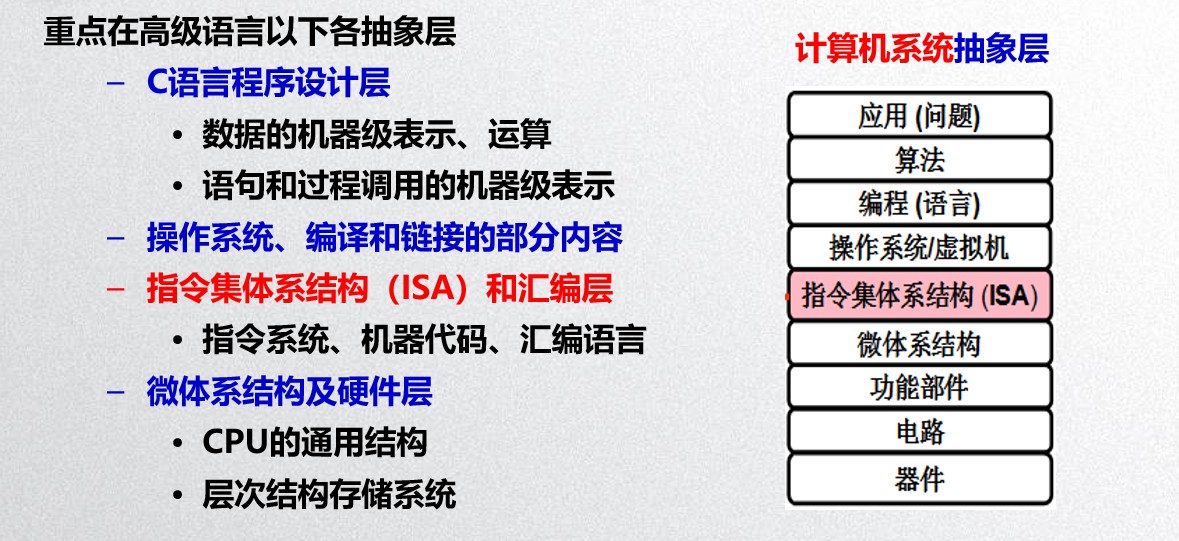 重点在高级语言以下各抽象层
– C语言程序设计层
• 数据的机器级表示、运算
• 语句和过程调用的机器级表示
– 操作系统、编译和链接的部分内容
– 指令集体系结构（ISA）和汇编层
• 指令系统、机器代码、汇编语言
– 微体系结构及硬件层
• CPU的通用结构
• 层次结构存储系统
计算机系统抽象层
应用 (问题)
算法
编程 (语言)
操作系统/虚拟机
指令集体系结构 (ISA)
微体系结构
功能部件
电路
器件